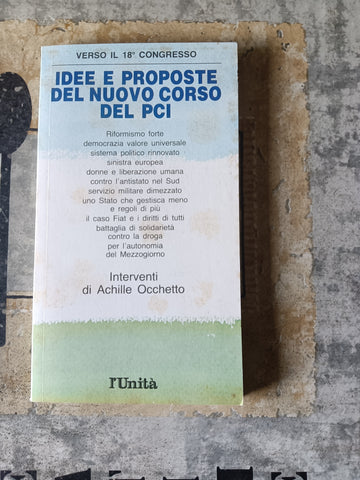 VERSO IL 18° CONGRESSO
IDEE E PROPOSTE
DEL NUOVO CORSO
DEL PCI
Riformismo forte
democrazia valore universale
sistema politico rinnovato
sinistra europea
donne e liberazione umana
contro l'antistato nel Sud
servizio militare dimezzato
uno Stato che gestisca meno
e regoli di più
il caso Fiat e i diritti di tutti
battaglia di solidarietà
contro la droga
per l'autonomia
del Mezzogiorno
Interventi
di Achille Occhetto
l'Unità